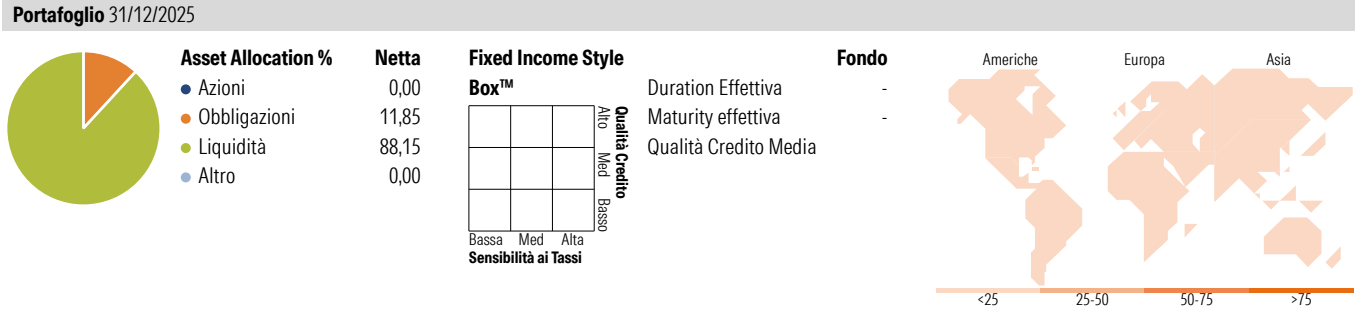 Portafoglio 31/12/2025
Asset Allocation % Netta
Azioni 0,00
Obbligazioni 11,85
Liquidità 88,15
Altro 0,00
Fixed Income Style Box™
Alto Med Basso
Qualità Credito
Bassa Med Alta
Sensibilità ai Tassi
Fondo
Duration Effettiva -
Maturity effettiva -
Qualità Credito Media
Americhe Europa Asia
<25 25-50 50-75 >75